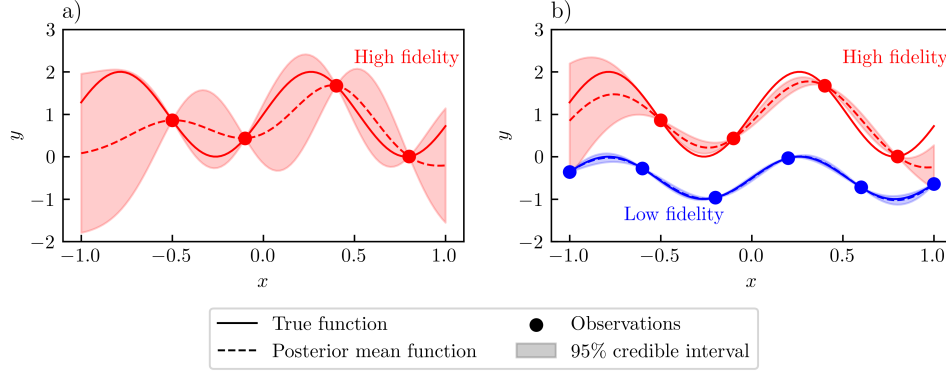 a)
3
2
1
0
−1
−2
y
High fidelity
−1.0 −0.5 0.0 0.5 1.0
x
b)
3
2
1
0
−1
−2
y
High fidelity
Low fidelity
−1.0 −0.5 0.0 0.5 1.0
x
True function
Posterior mean function
Observations
95% credible interval